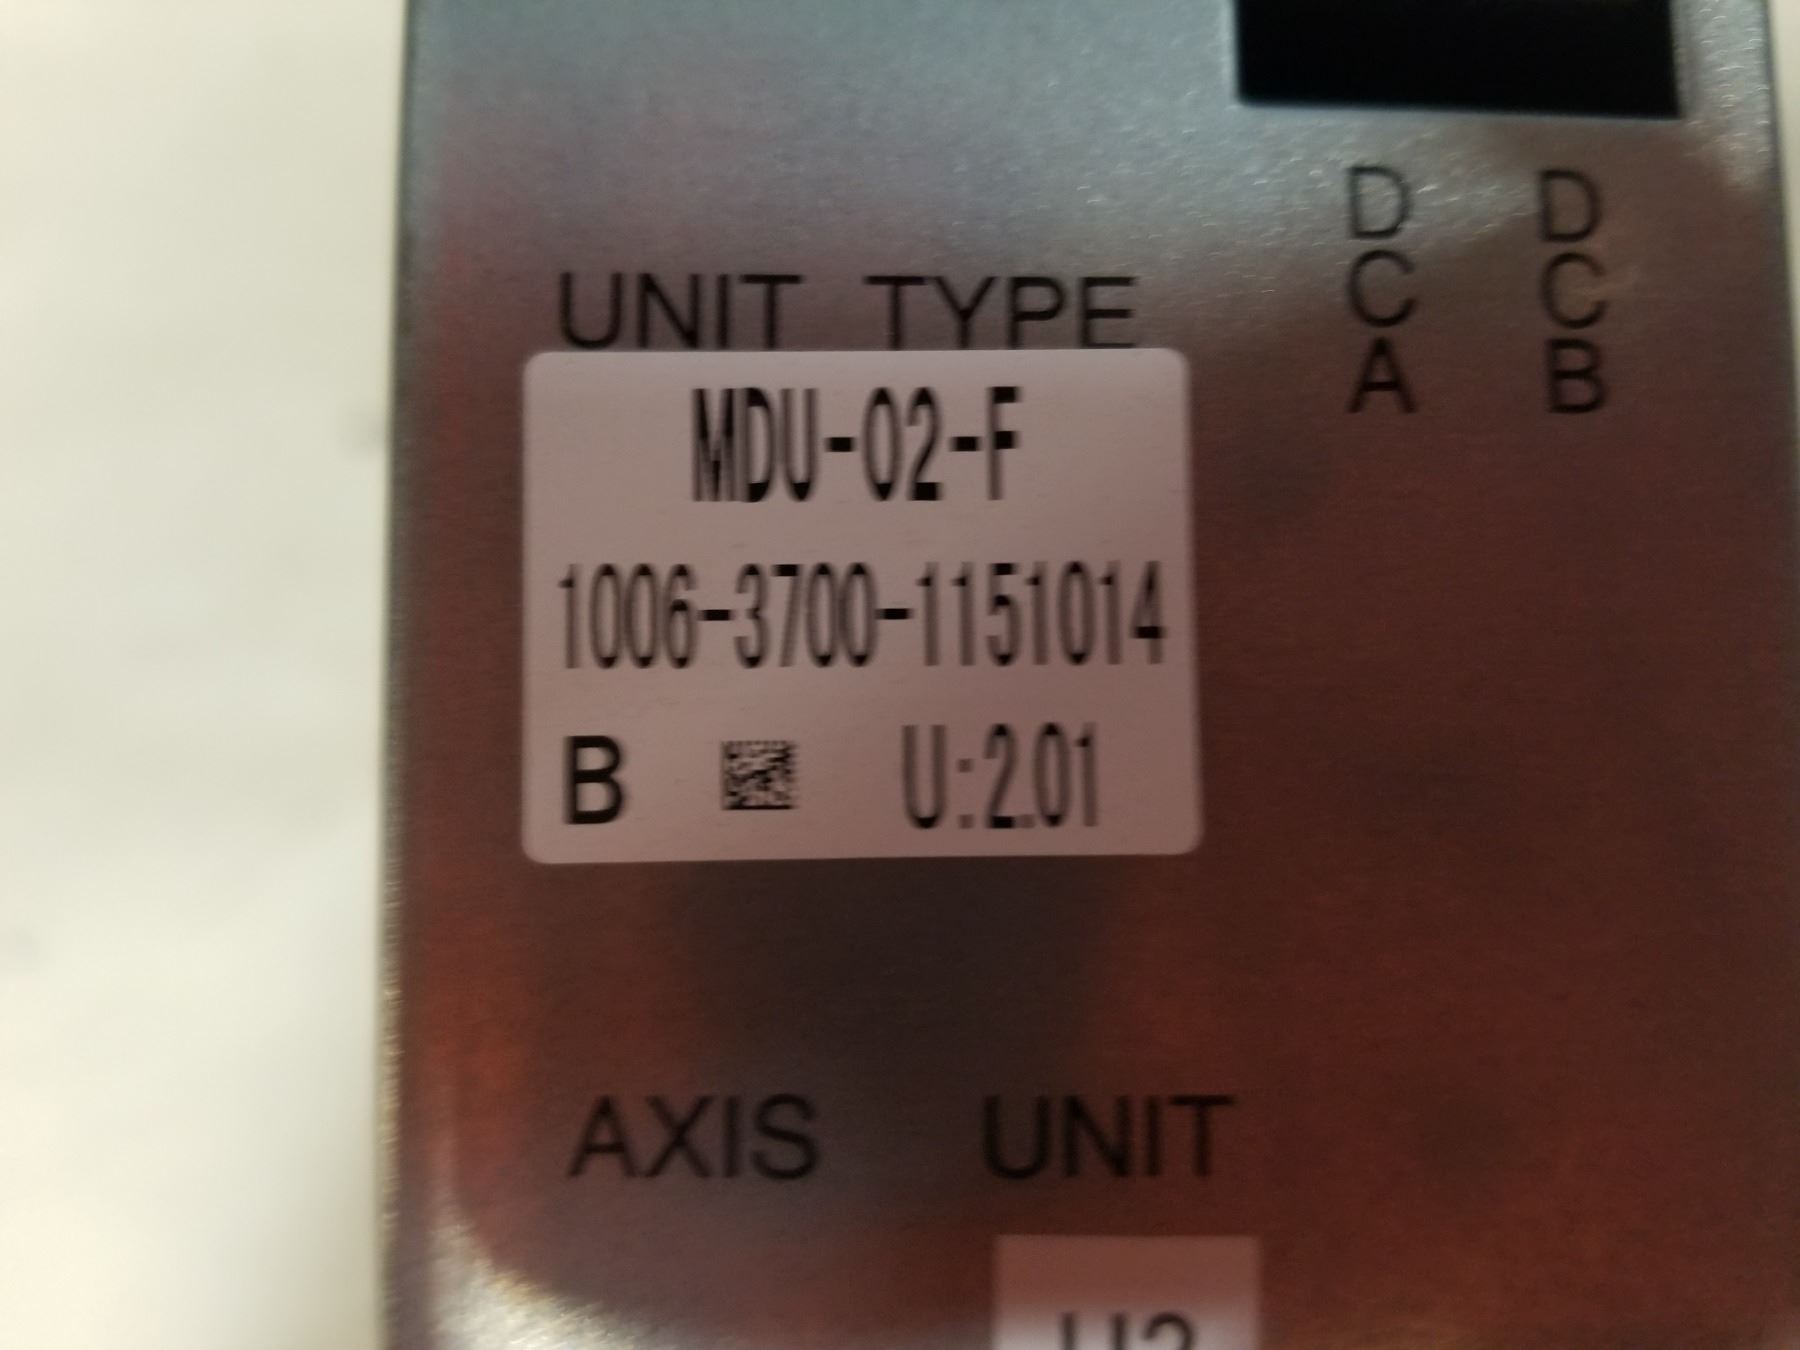 D
C
A
D
C
B
UNIT TYPE
MDU-02-F
1006-3700-1151014
B U:2.01
AXIS UNIT